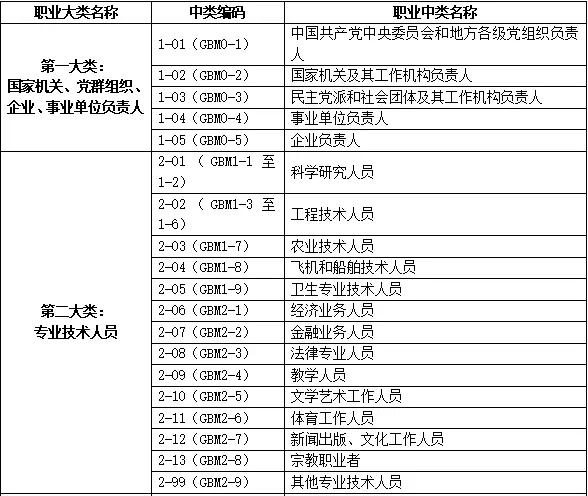 职业大类名称 中类编码 职业中类名称
第一大类：
国家机关、党群组织、
企业、事业单位负责人
1-01（GBM0-1） 中国共产党中央委员会和地方各级党组织负责
人
1-02（GBM0-2） 国家机关及其工作机构负责人
1-03（GBM0-3） 民主党派和社会团体及其工作机构负责人
1-04（GBM0-4） 事业单位负责人
1-05（GBM0-5） 企业负责人
第二大类：
专业技术人员
2-01 （ GBM1-1 至
1-2） 科学研究人员
2-02 （ GBM1-3 至
1-6） 工程技术人员
2-03（GBM1-7） 农业技术人员
2-04（GBM1-8） 飞机和船舶技术人员
2-05（GBM1-9） 卫生专业技术人员
2-06（GBM2-1） 经济业务人员
2-07（GBM2-2） 金融业务人员
2-08（GBM2-3） 法律专业人员
2-09（GBM2-4） 教学人员
2-10（GBM2-5） 文学艺术工作人员
2-11（GBM2-6） 体育工作人员
2-12（GBM2-7） 新闻出版、文化工作人员
2-13（GBM2-8） 宗教职业者
2-99（GBM2-9） 其他专业技术人员